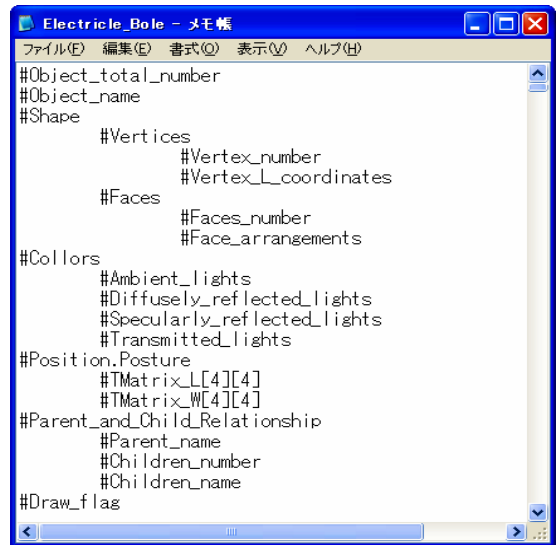 Electricle_Bole - メモ帳
ファイル(F) 編集(E) 書式(O) 表示(V) ヘルプ(H)
#Object_total_number
#Object_name
#Shape
#Vertices
#Vertex_number
#Vertex_L_coordinates
#Faces
#Faces_number
#Face_arrangements
#Collors
#Ambient_lights
#Diffusely_reflected_lights
#Specularly_reflected_lights
#Transmitted_lights
#Position.Posture
#TMatrix_L[4][4]
#TMatrix_W[4][4]
#Parent_and_Child_Relationship
#Parent_name
#Children_number
#Children_name
#Draw_flag